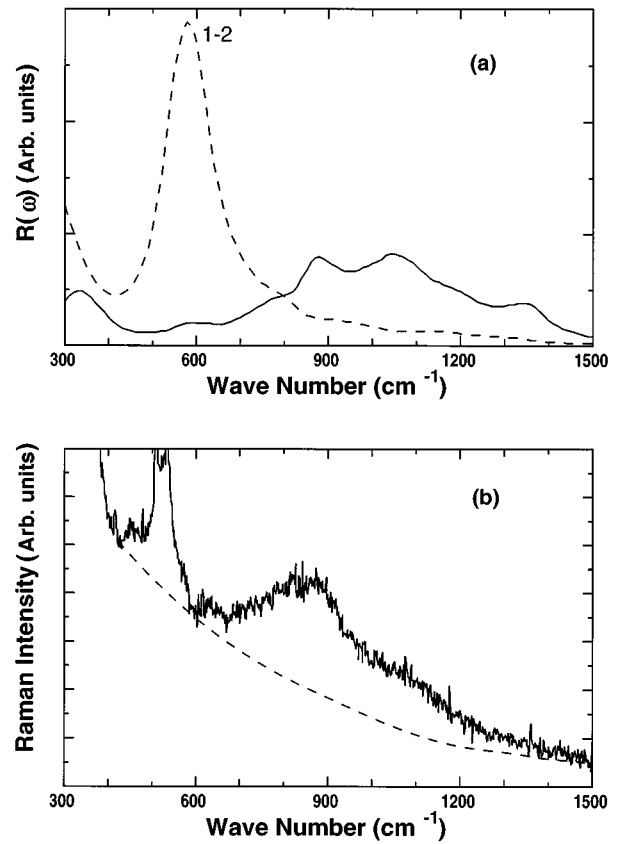 1-2
(a)
R(ω) (Arb. units)
300 600 900 1200 1500
Wave Number (cm -1)
(b)
Raman Intensity (Arb. units)
300 600 900 1200 1500
Wave Number (cm -1)